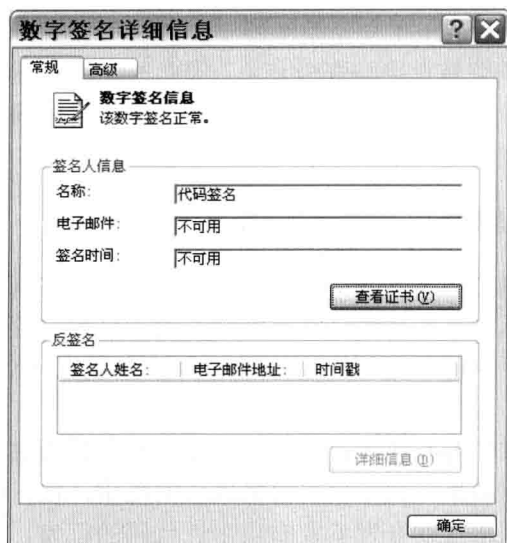 数字签名详细信息
常规 高级
数字签名信息
该数字签名正常。
签名人信息
名称: 代码签名
电子邮件: 不可用
签名时间: 不可用
查看证书(V)
反签名
签名人姓名: 电子邮件地址: 时间戳
详细信息(D)
确定